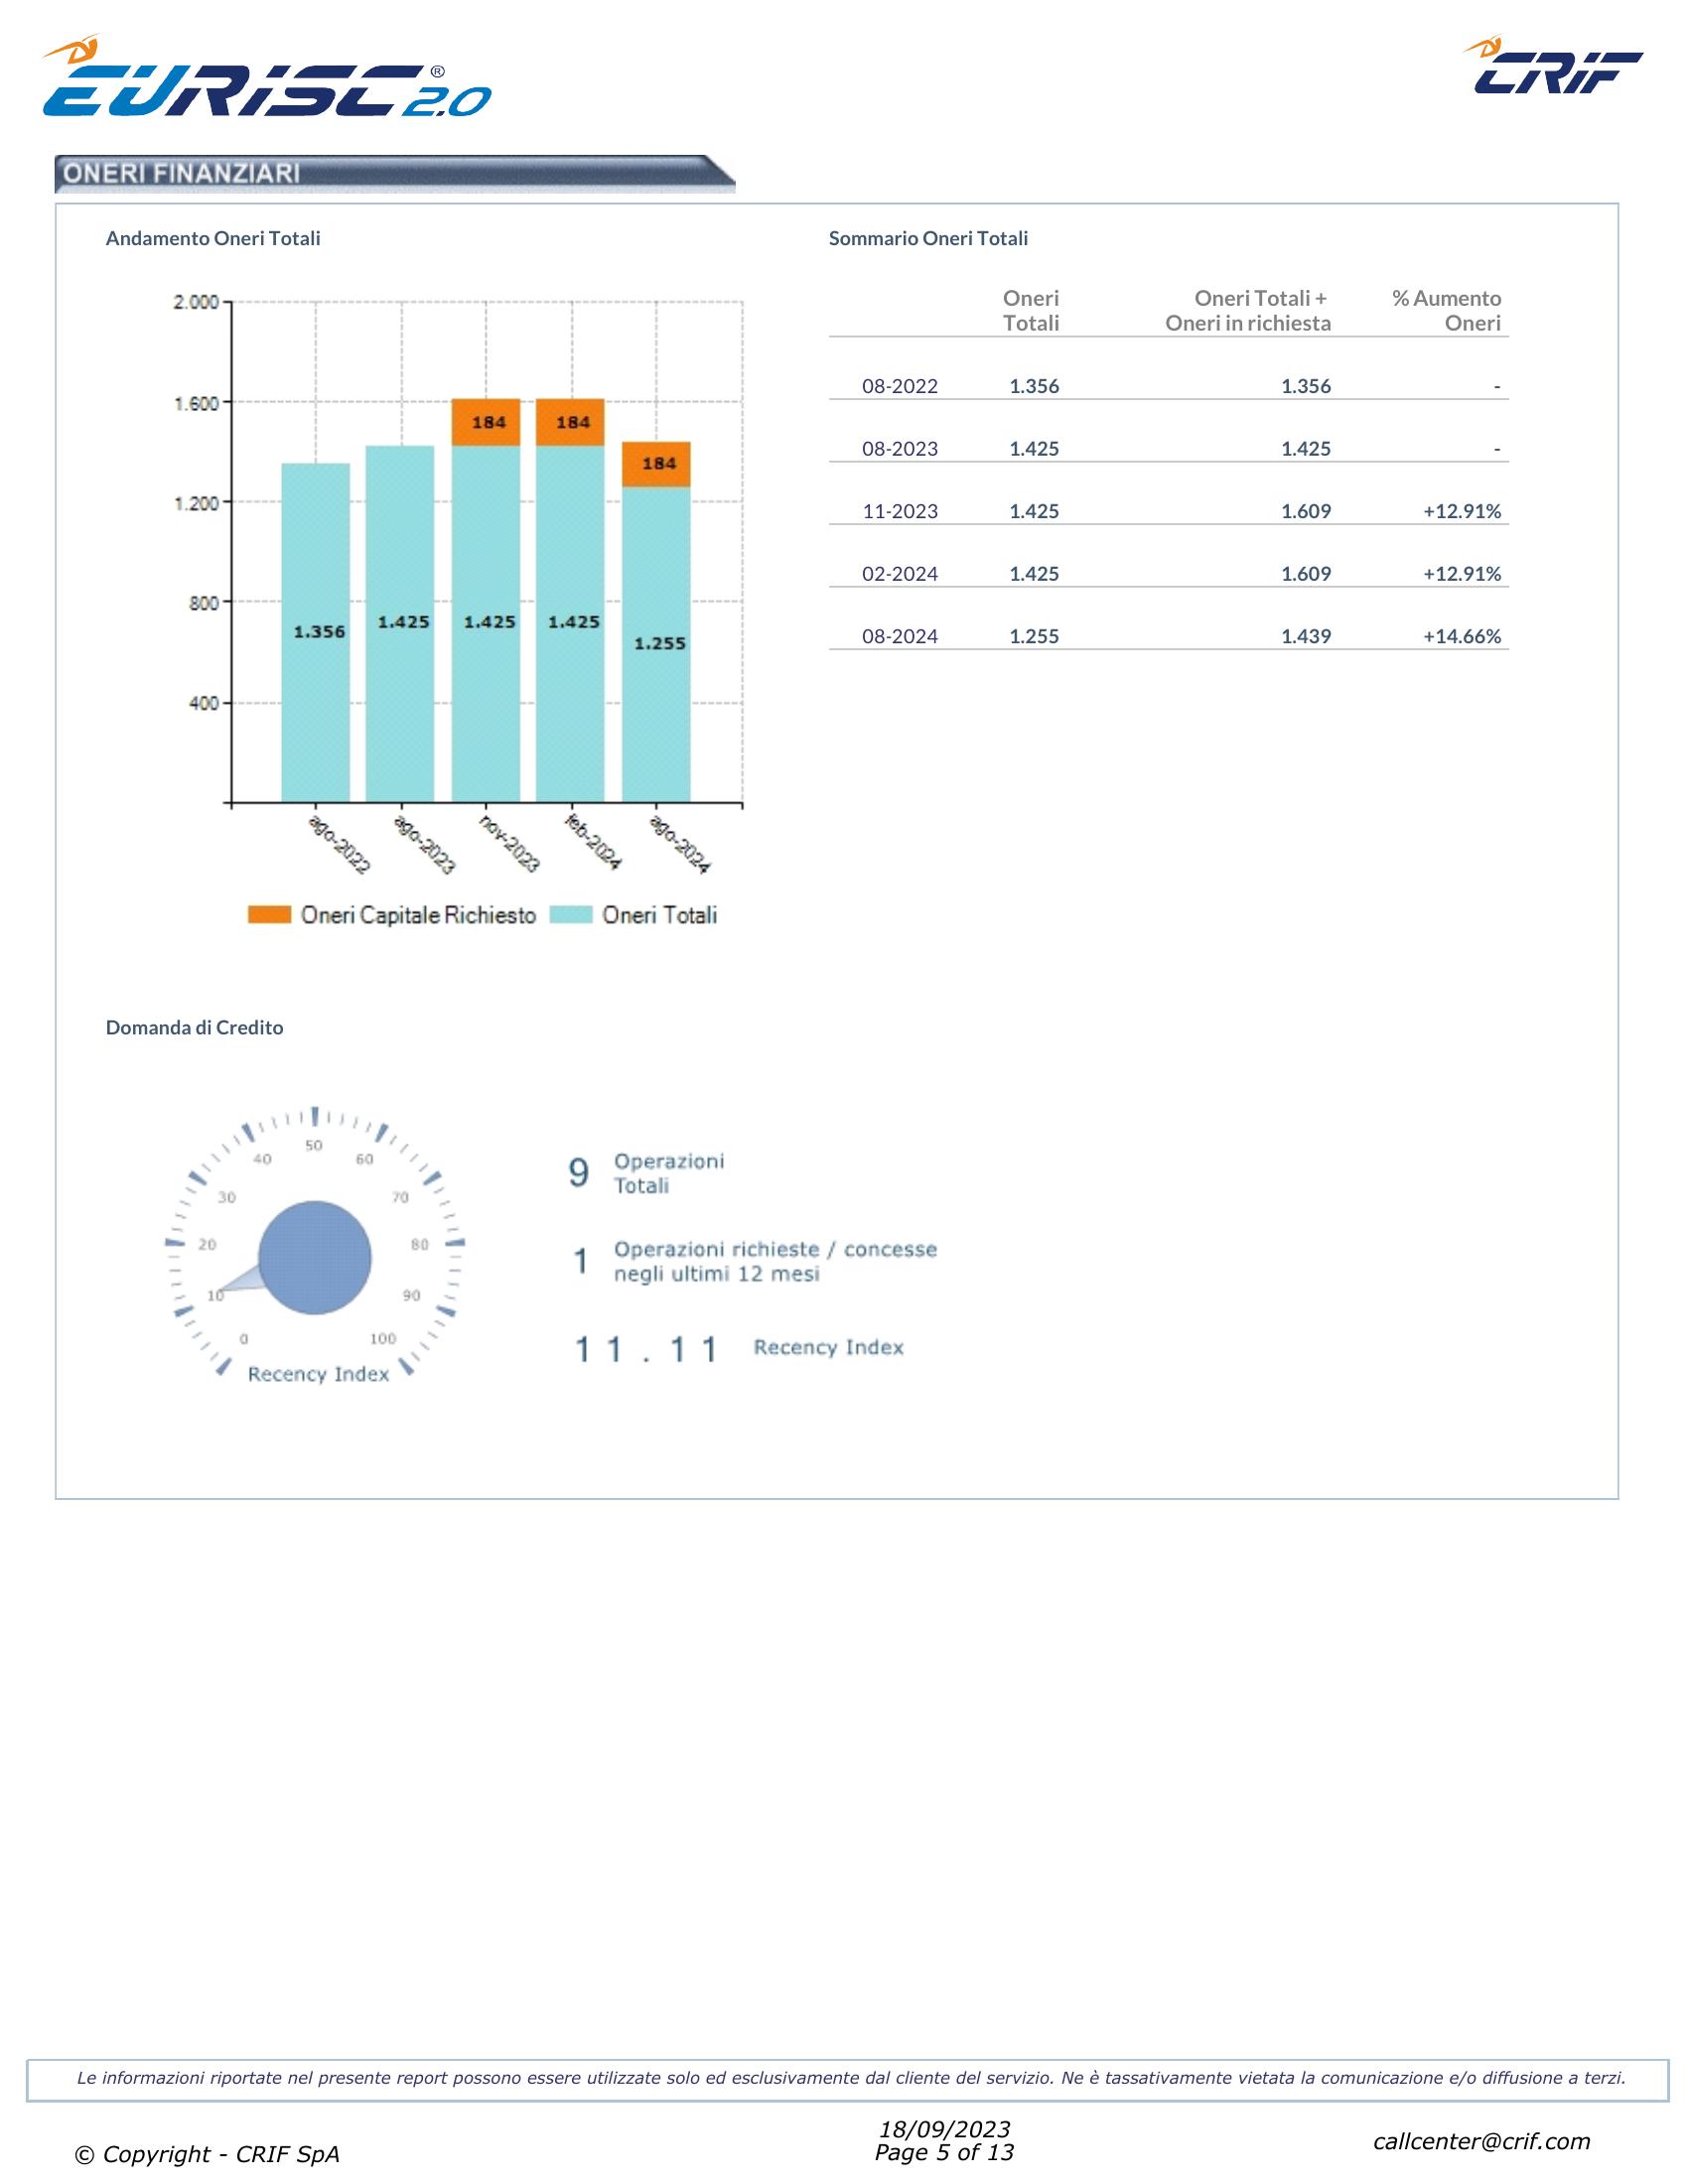 EURISC® 2.0
CRIF
ONERI FINANZIARI
Andamento Oneri Totali
2.000
1.600
1.200
800
400
184
184
184
1.356
1.425
1.425
1.425
1.255
ago-2022
ago-2023
nov-2023
feb-2024
ago-2024
Oneri Capitale Richiesto
Oneri Totali
Sommario Oneri Totali
Oneri Totali
Oneri Totali + Oneri in richiesta
% Aumento Oneri
08-2022 1.356 1.356 -
08-2023 1.425 1.425 -
11-2023 1.425 1.609 +12.91%
02-2024 1.425 1.609 +12.91%
08-2024 1.255 1.439 +14.66%
Domanda di Credito
0
10
20
30
40
50
60
70
80
90
100
Recency Index
9 Operazioni
Totali
1 Operazioni richieste / concesse
negli ultimi 12 mesi
11.11 Recency Index
Le informazioni riportate nel presente report possono essere utilizzate solo ed esclusivamente dal cliente del servizio. Ne è tassativamente vietata la comunicazione e/o diffusione a terzi.
© Copyright - CRIF SpA
18/09/2023
Page 5 of 13
callcenter@crif.com